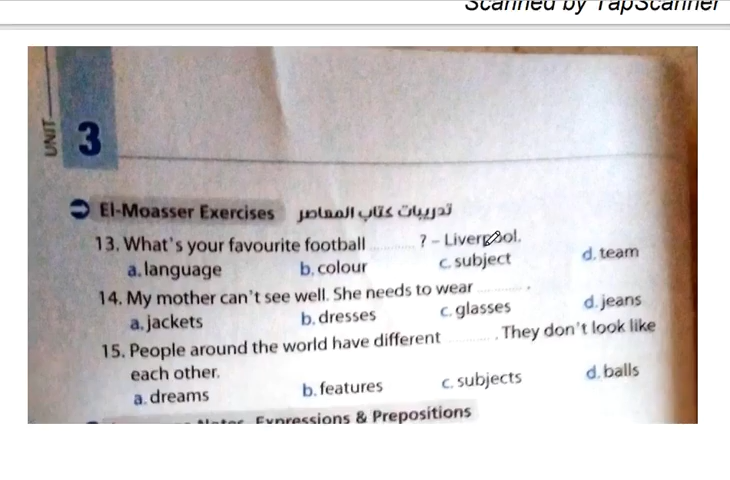 Scanned by TapScanner
UNIT
3
El-Moasser Exercises تدريبات كتاب المعاصر
13. What's your favourite football ............ ? – Liverpool.
a. language b. colour c. subject d. team
14. My mother can't see well. She needs to wear ............ .
a. jackets b. dresses c. glasses d. jeans
15. People around the world have different ............ . They don't look like
each other.
a. dreams b. features c. subjects d. balls
Notes, Expressions & Prepositions